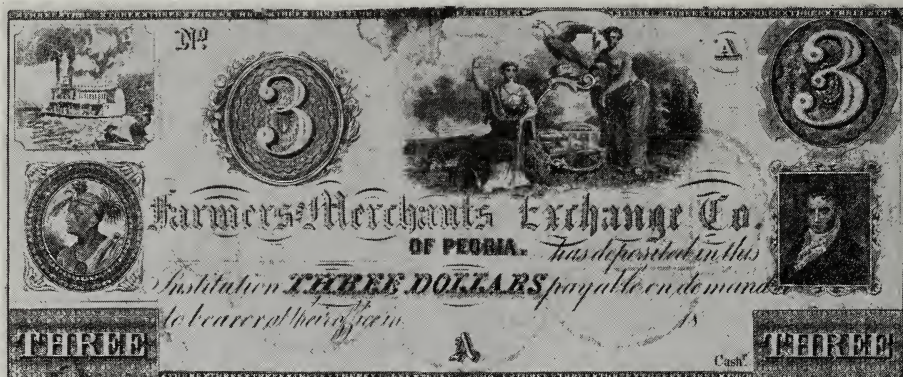 Nº
A
3
3
Farmers & Merchants Exchange Co.
OF PEORIA. has deposited in this
Institution THREE DOLLARS payable on demand
to bearer at their office in 18
A
Cashr.
THREE
THREE